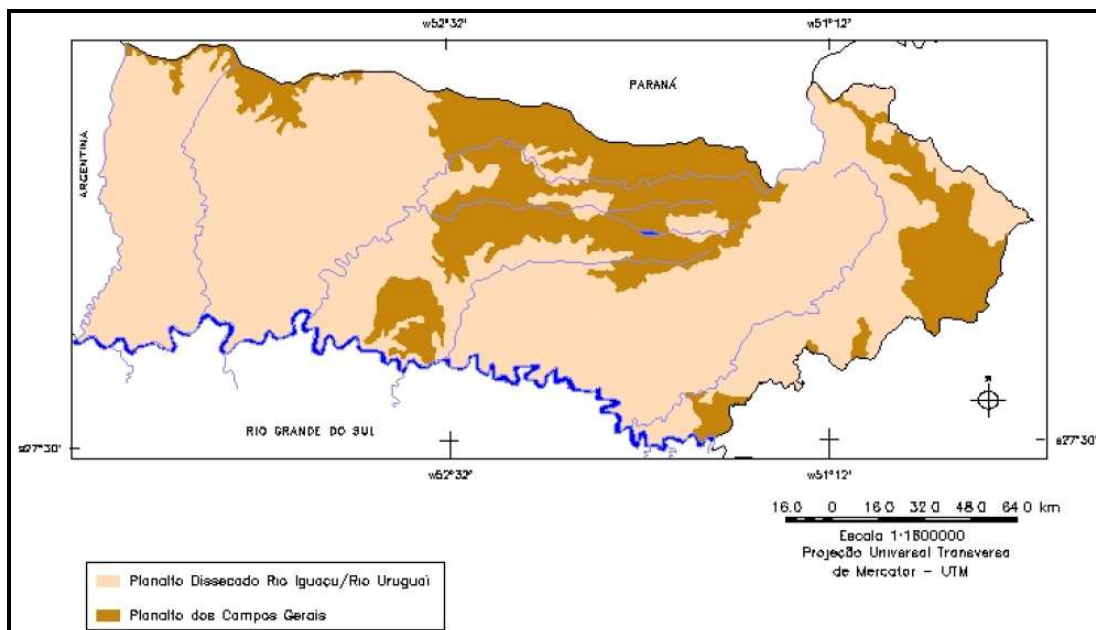 w52°32' w51°12'
PARANÁ
ARGENTINA
RIO GRANDE DO SUL
s27°30' s27°30'
w52°32' w51°12'
16.0 0 16.0 32.0 48.0 64.0 km
Escala 1:1600000
Projeção Universal Transversa
de Mercator - UTM
Planalto Dissecado Rio Iguaçu/Rio Uruguai
Planalto dos Campos Gerais